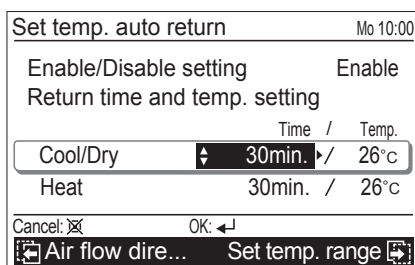 Set temp. auto return Mo 10:00
Enable/Disable setting Enable
Return time and temp. setting
Time / Temp.
Cool/Dry 30min. / 26°C
Heat 30min. / 26°C
Cancel: OK:
Air flow dire... Set temp. range